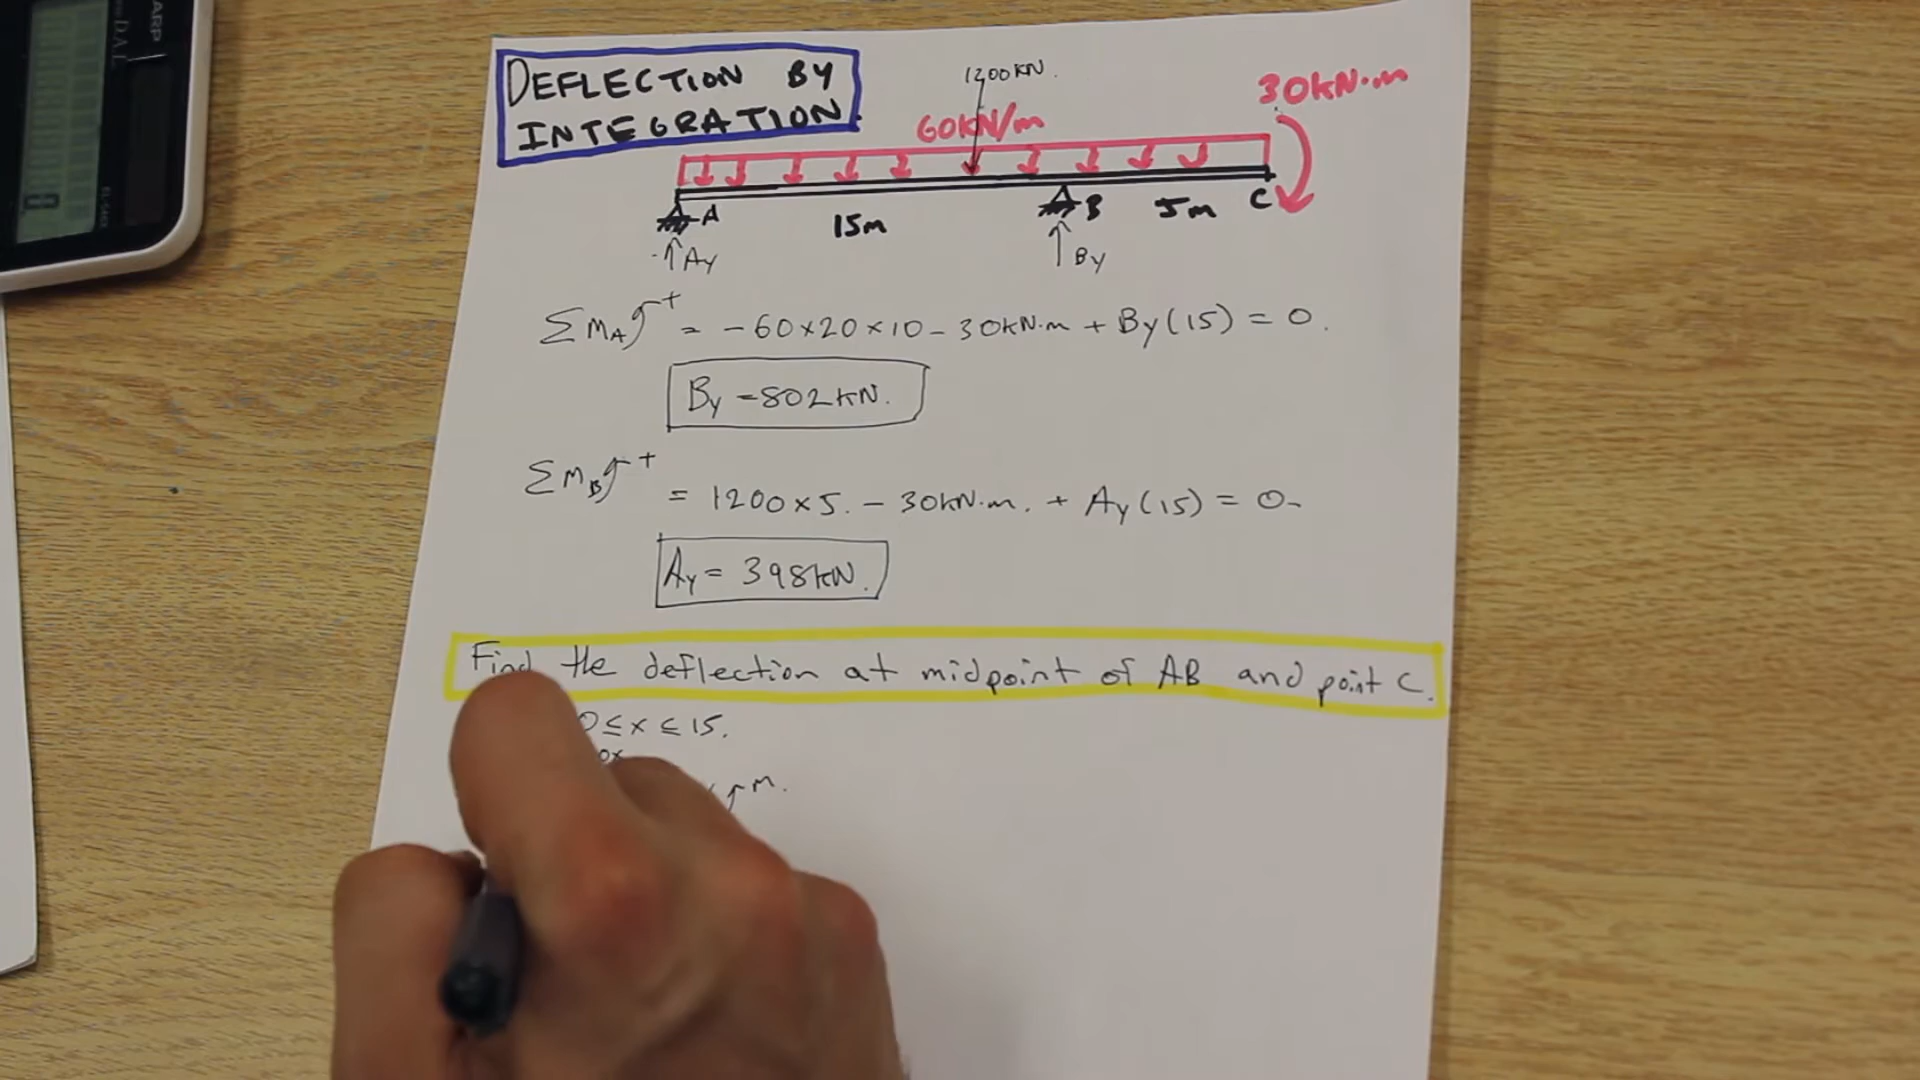 DEFLECTION BY
INTEGRATION.
1200KN.
60KN/m
30KN·m
A
15m
B
5m
C
Ay
By
ΣMA + = -60×20×10-30KN·m + By(15) = 0.
By = 802KN.
ΣMB + = 1200×5. - 30KN·m. + Ay(15) = 0-
Ay = 398KN.
Find the deflection at midpoint of AB and point C.
0≤x≤15.
M.